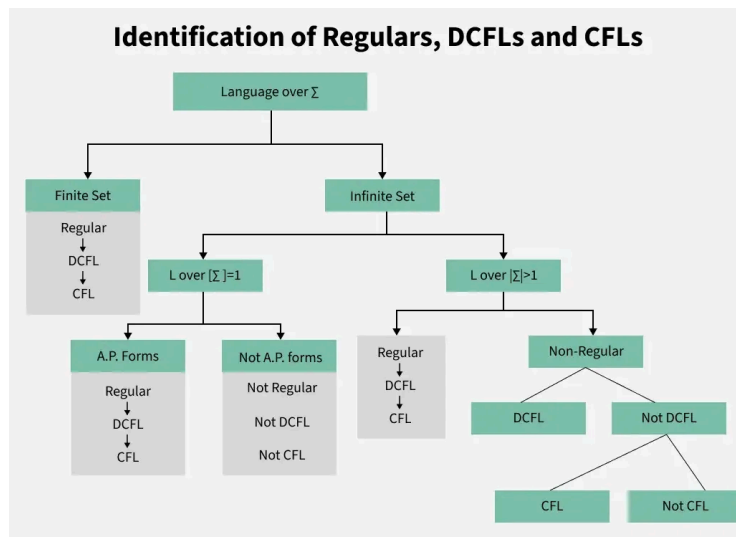 Identification of Regulars, DCFLs and CFLs
Language over Σ
Finite Set
Infinite Set
Regular
DCFL
CFL
L over [Σ ]=1
L over |Σ|>1
A.P. Forms
Not A.P. forms
Regular
DCFL
CFL
Not Regular
Not DCFL
Not CFL
Regular
DCFL
CFL
Non-Regular
DCFL
Not DCFL
CFL
Not CFL